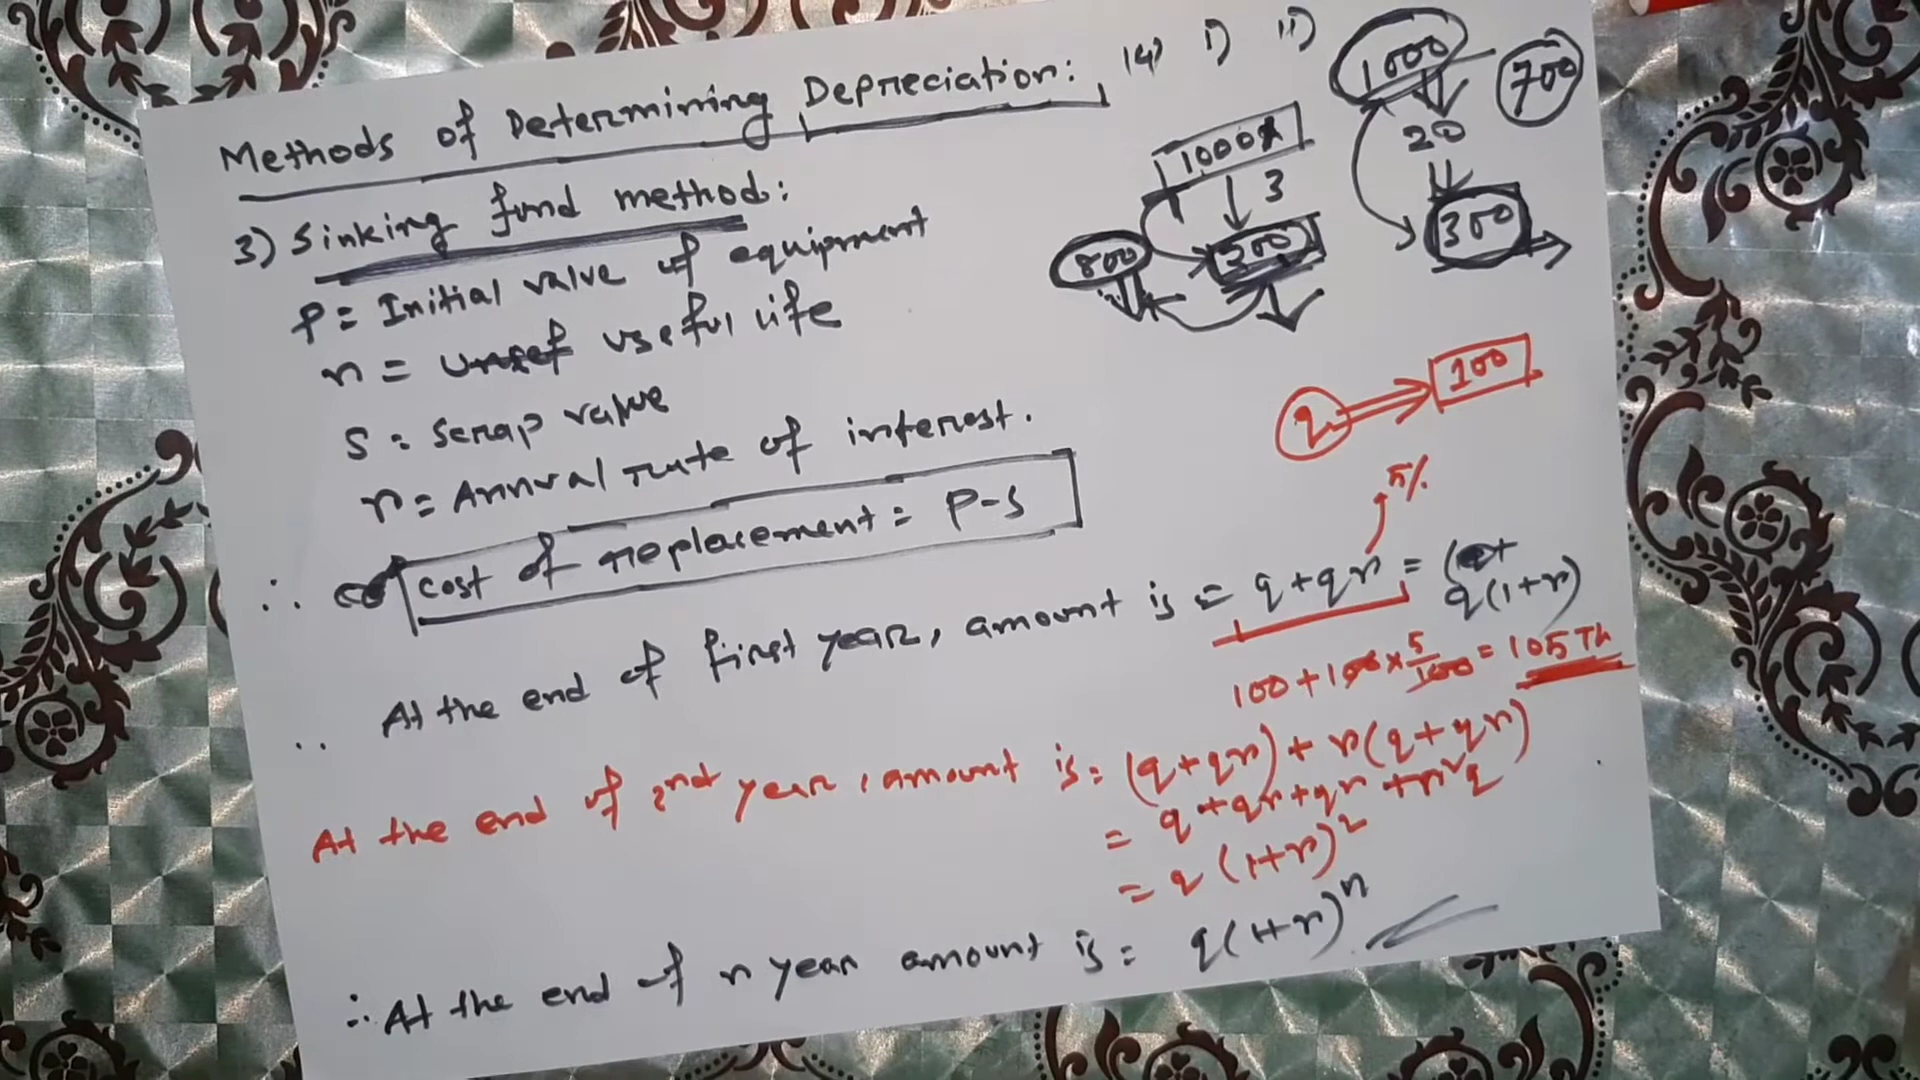 Methods of Determining Depreciation:
3) Sinking fund method:
P = Initial value of equipment
n = useful life
S = Scrap value
r = Annual rate of interest.
∴ cost of replacement = P-S
∴ At the end of first year, amount is = q+qr = q(1+r)
5%
100+100×5/100 = 105 Tk
At the end of 2nd year, amount is = (q+qr)+r(q+qr)
= q+qr+qr+r²q
= q(1+r)²
∴ At the end of n year amount is = q(1+r)ⁿ
i) ii)
1000
700
20
300
1000
3
200
800
q ⇒ 100